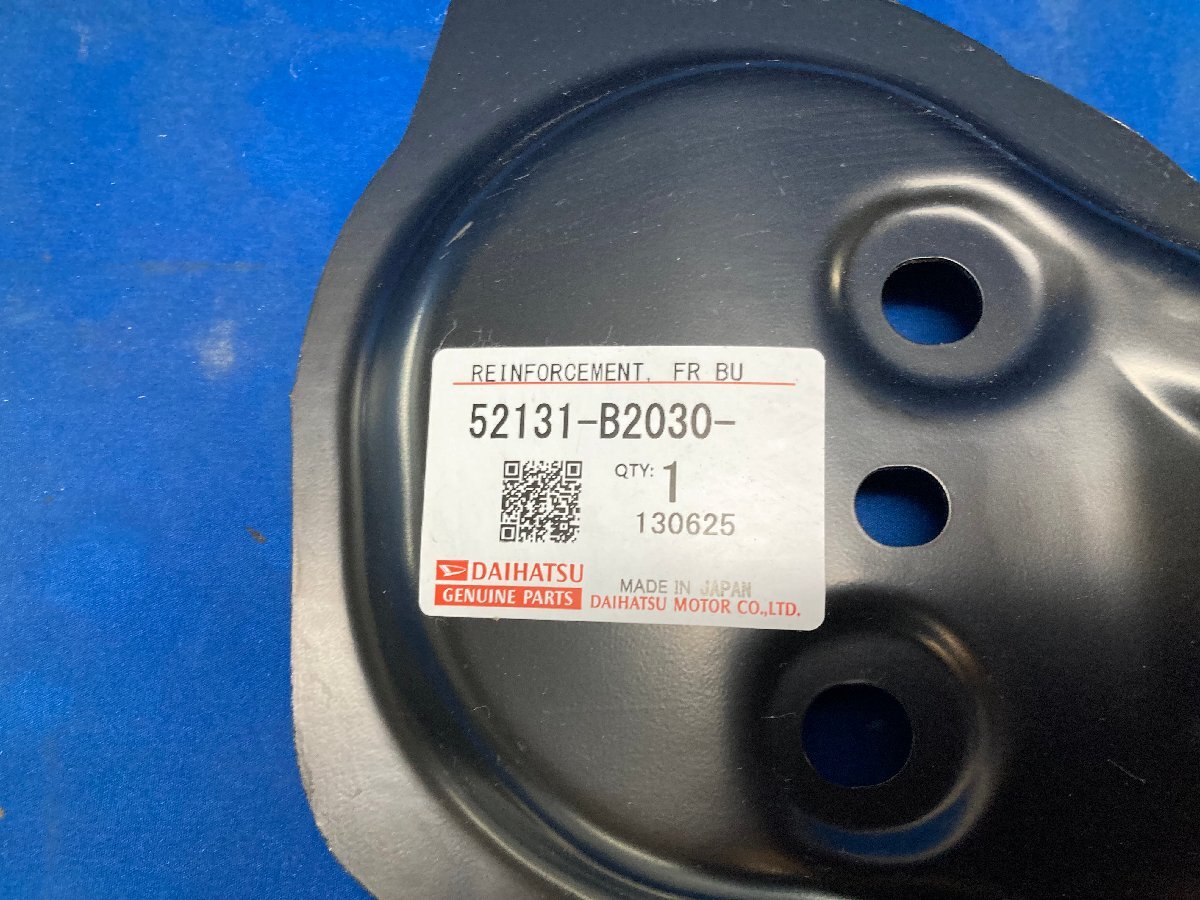 REINFORCEMENT, FR BU
52131-B2030-
QTY: 1
130625
DAIHATSU
GENUINE PARTS
MADE IN JAPAN
DAIHATSU MOTOR CO.,LTD.